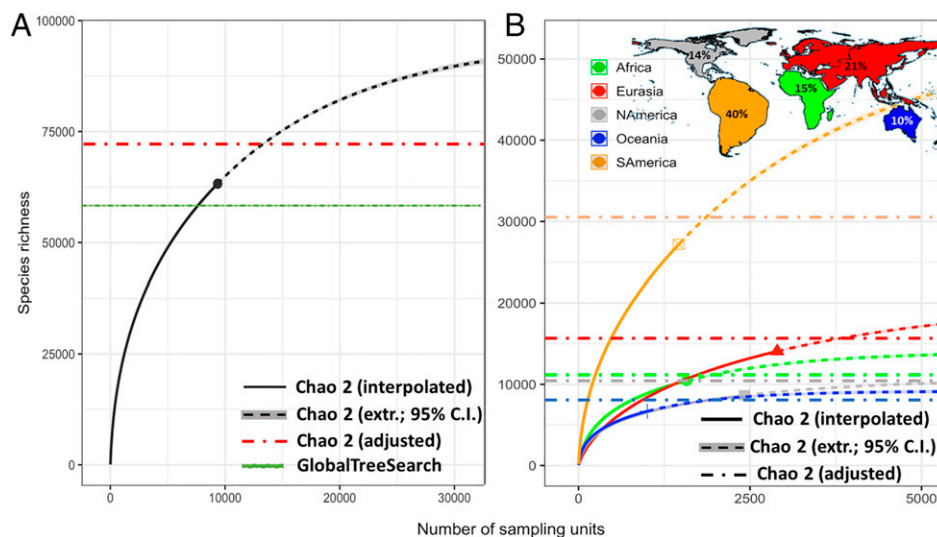 A
100000
75000
50000
25000
0
Species richness
Chao 2 (interpolated)
Chao 2 (extr.; 95% C.I.)
Chao 2 (adjusted)
GlobalTreeSearch
0
10000
20000
30000
B
50000
40000
30000
20000
10000
0
Africa
Eurasia
NAmerica
Oceania
SAmerica
14%
21%
15%
40%
10%
Chao 2 (interpolated)
Chao 2 (extr.; 95% C.I.)
Chao 2 (adjusted)
0
2500
5000
Number of sampling units